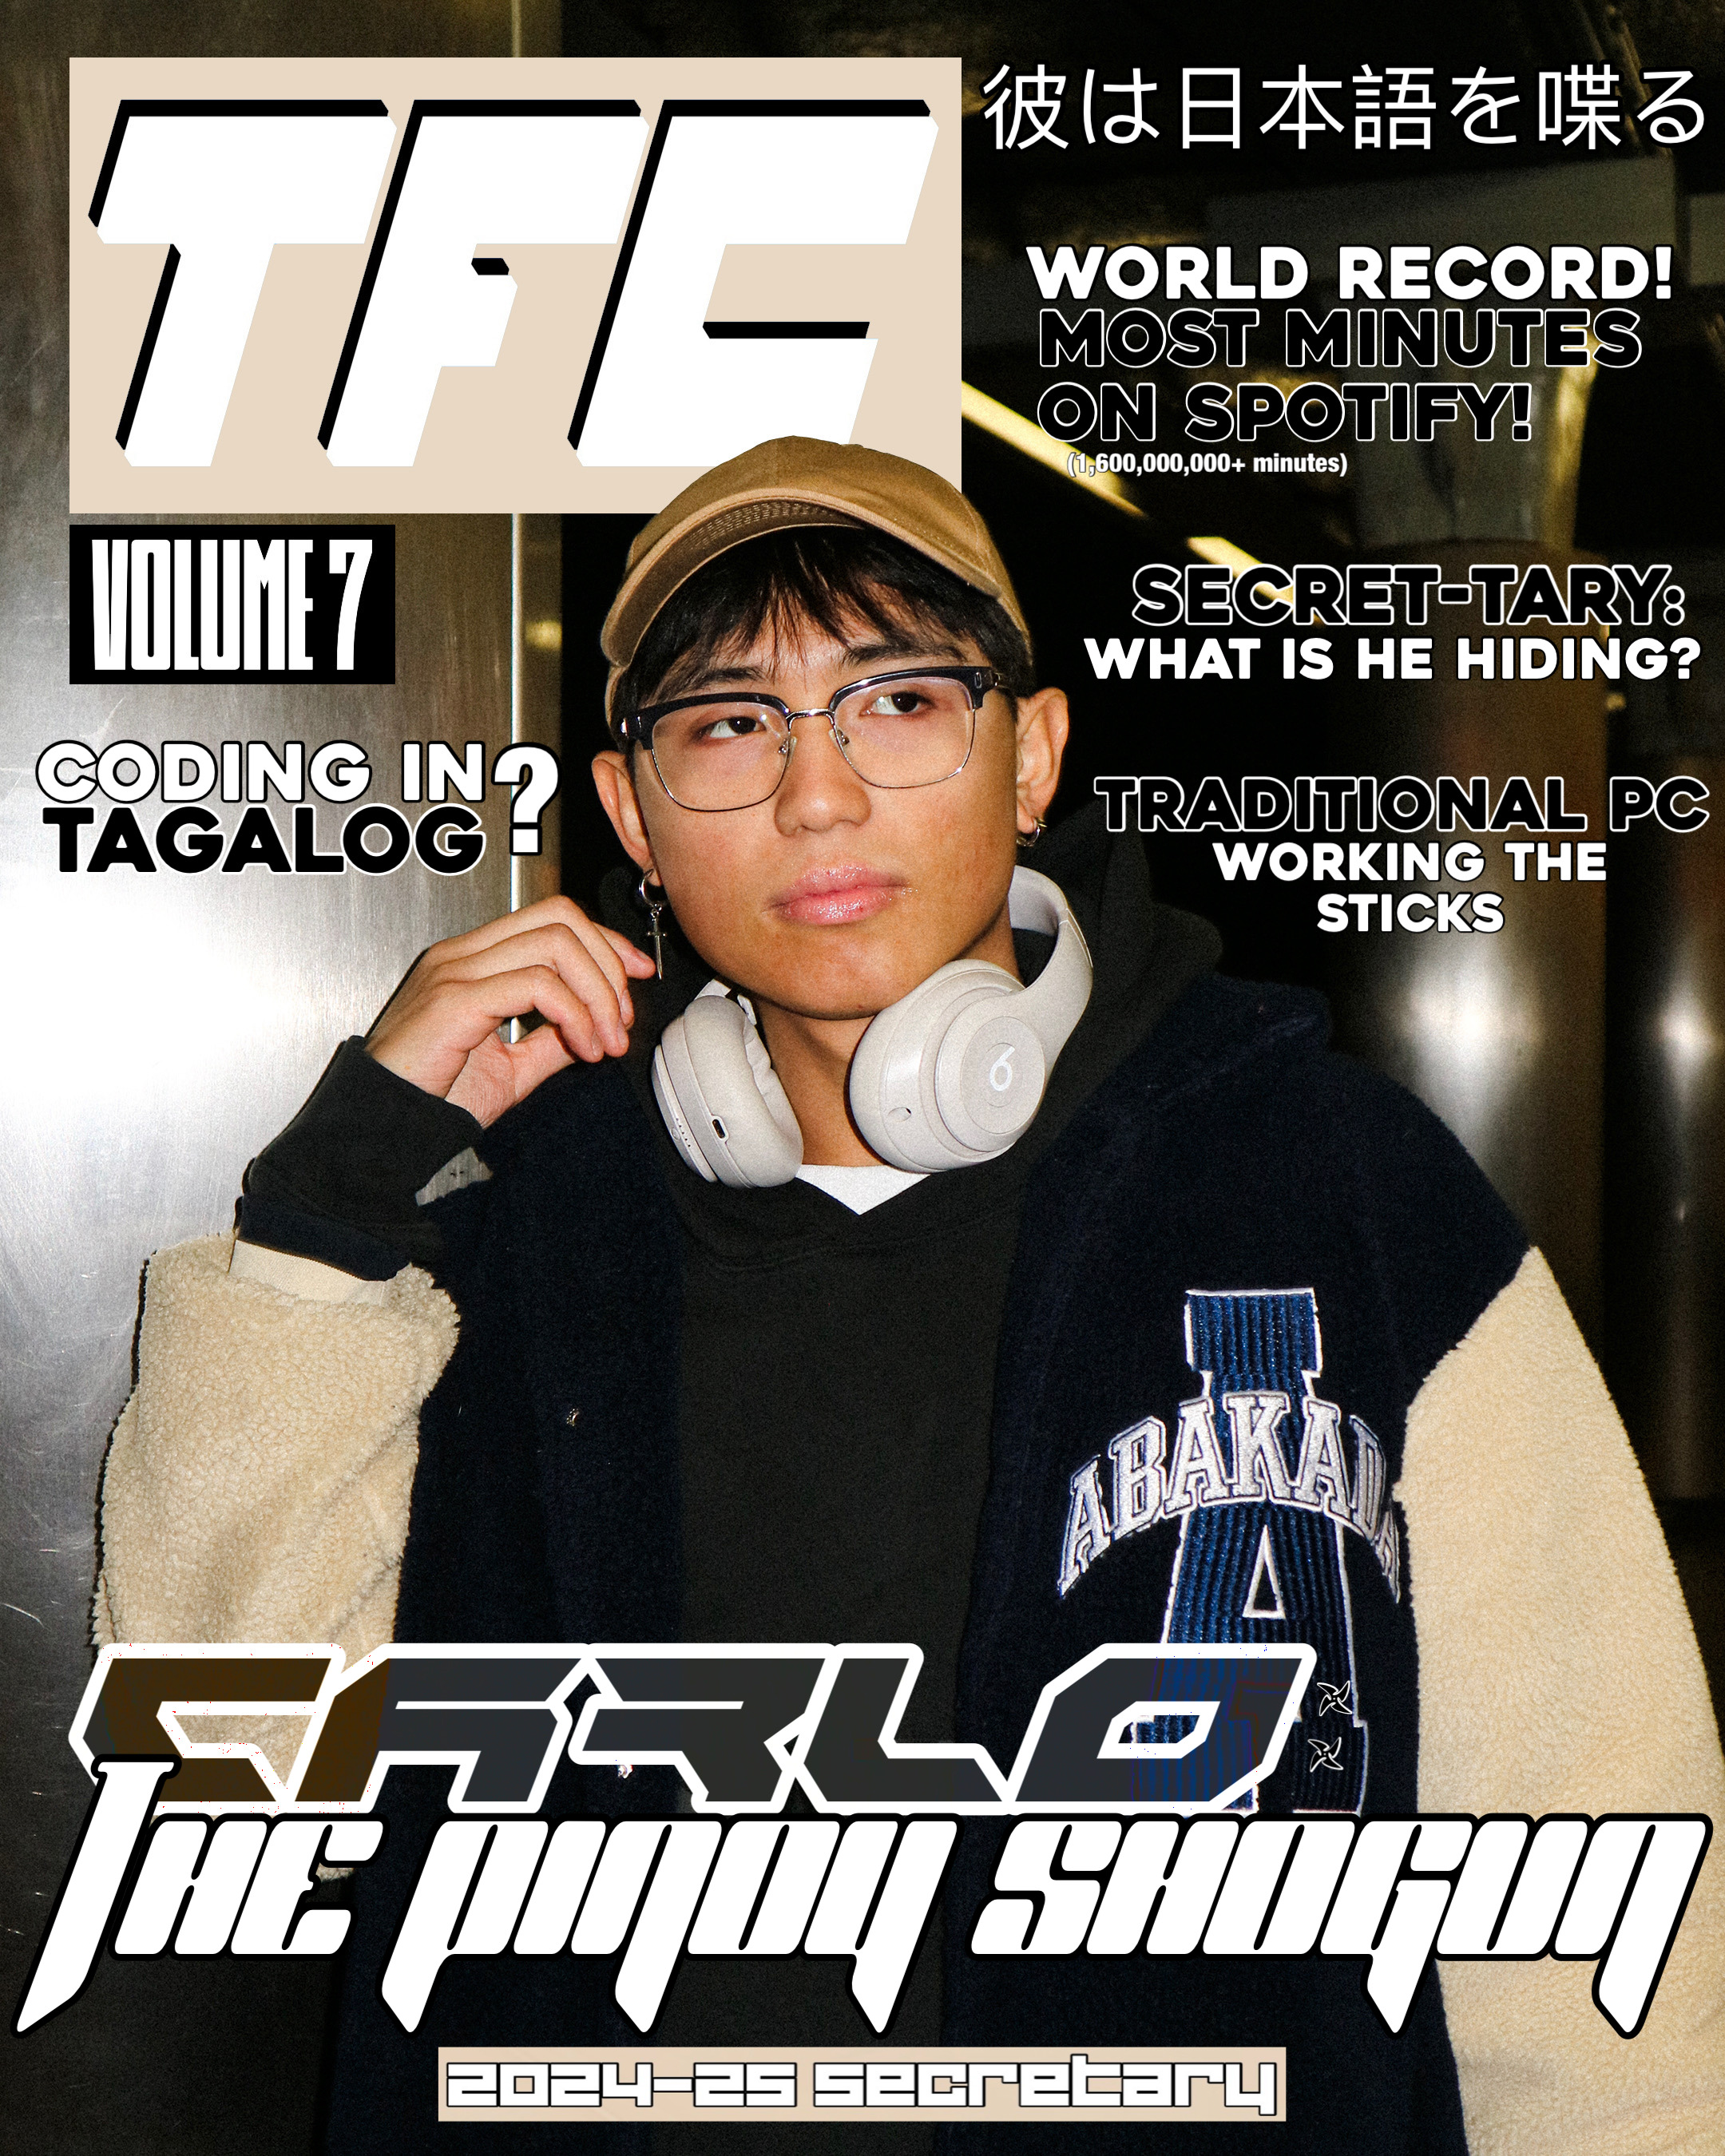 TFC
彼は日本語を喋る
WORLD RECORD!
MOST MINUTES
ON SPOTIFY!
(1,600,000,000+ minutes)
VOLUME 7
SECRET-TARY:
WHAT IS HE HIDING?
CODING IN
TAGALOG?
TRADITIONAL PC
WORKING THE
STICKS
ABAKADA
A
CARLO
THE PINOY SHOGUN
2024-25 secretary